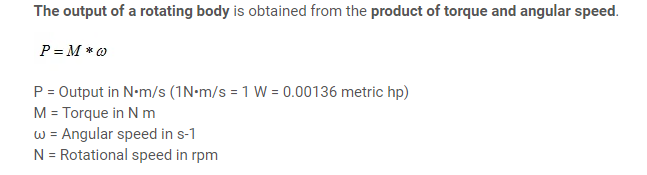 The output of a rotating body is obtained from the product of torque and angular speed.
P = M * ω
P = Output in N•m/s (1N•m/s = 1 W = 0.00136 metric hp)
M = Torque in N m
ω = Angular speed in s-1
N = Rotational speed in rpm